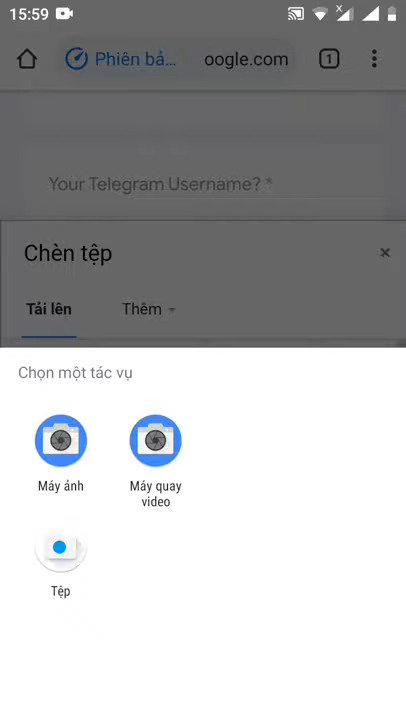 15:59
Phiên bả... oogle.com 1
Your Telegram Username? *
Chèn tệp
Tải lên Thêm
Chọn một tác vụ
Máy ảnh Máy quay
video
Tệp